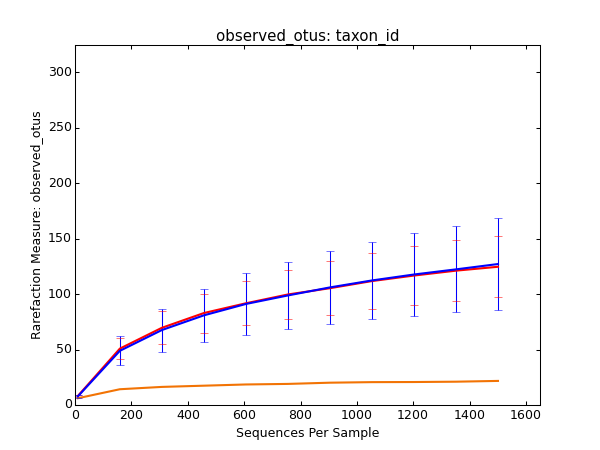 observed_otus: taxon_id
300
250
200
150
100
50
0
Rarefaction Measure: observed_otus
0 200 400 600 800 1000 1200 1400 1600
Sequences Per Sample